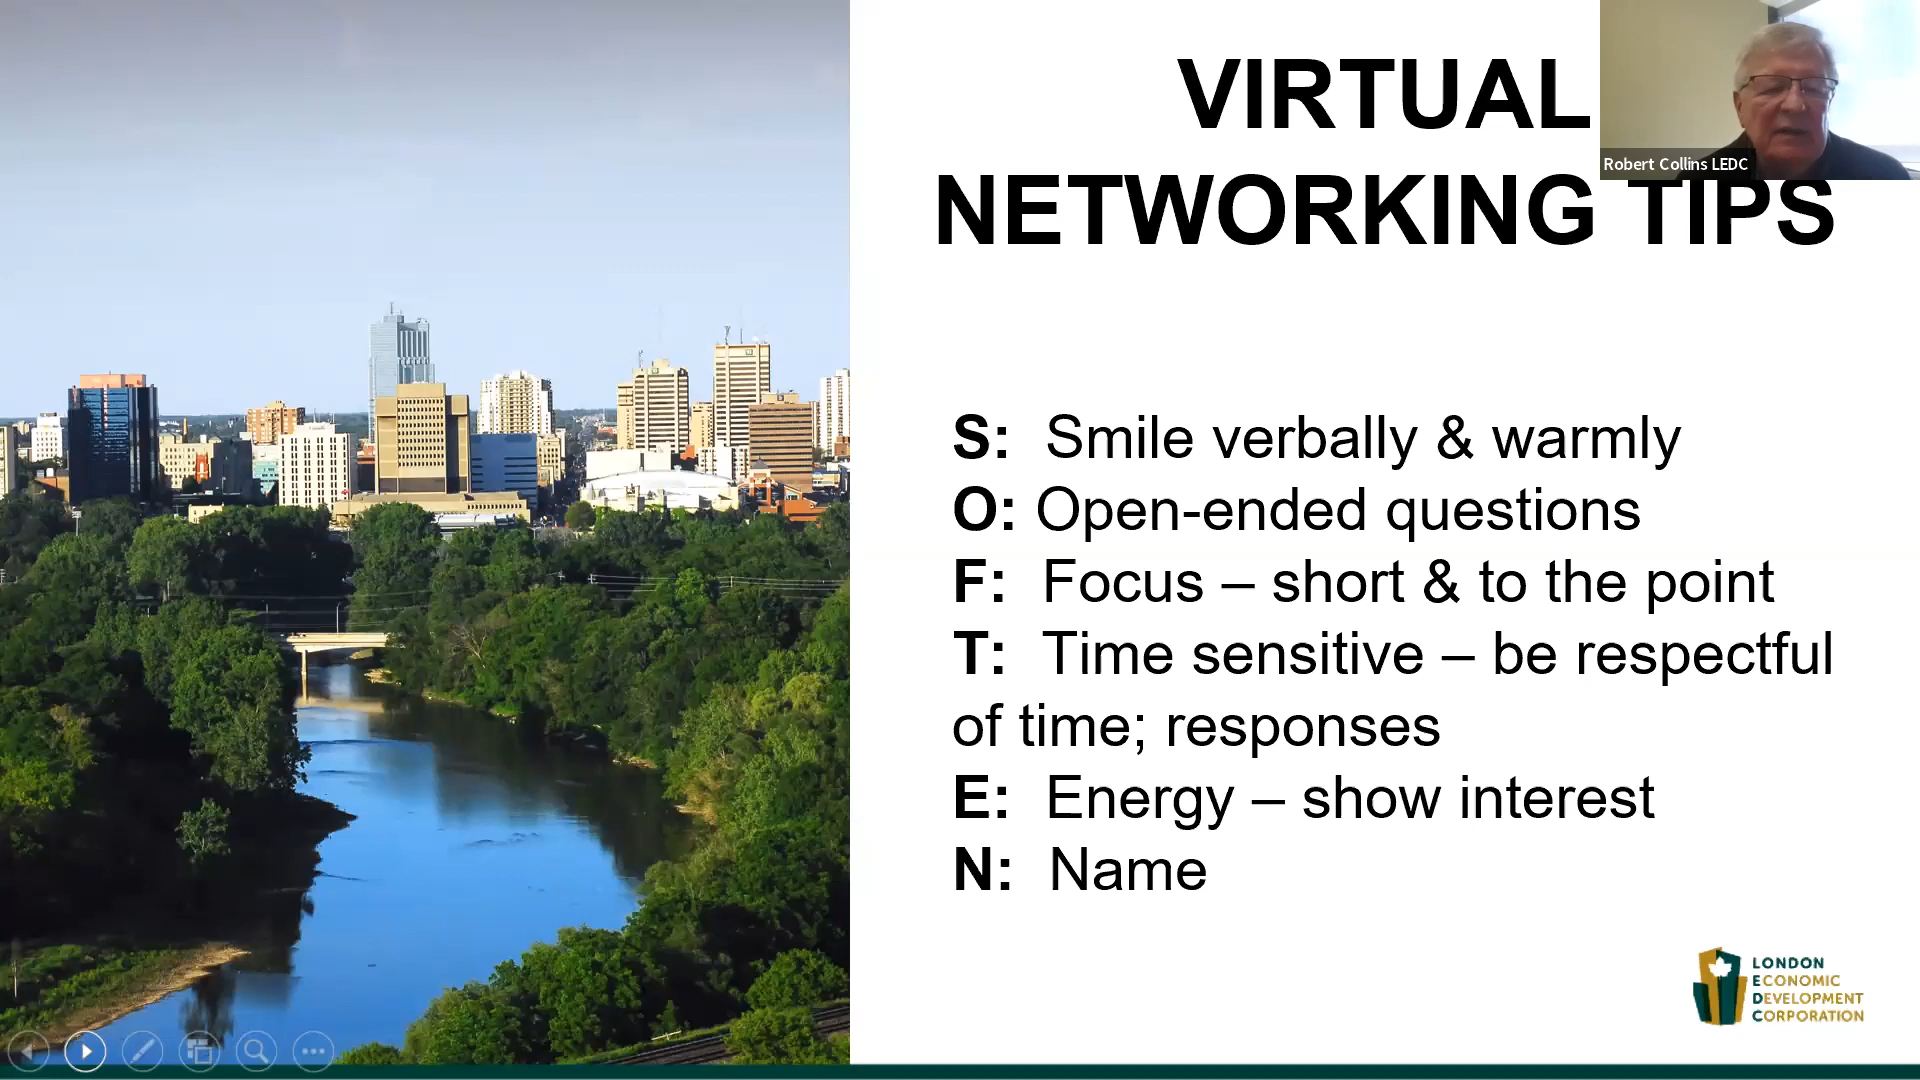 VIRTUAL
NETWORKING TIPS
Robert Collins LEDC
S: Smile verbally & warmly
O: Open-ended questions
F: Focus – short & to the point
T: Time sensitive – be respectful
of time; responses
E: Energy – show interest
N: Name
LONDON
ECONOMIC
DEVELOPMENT
CORPORATION